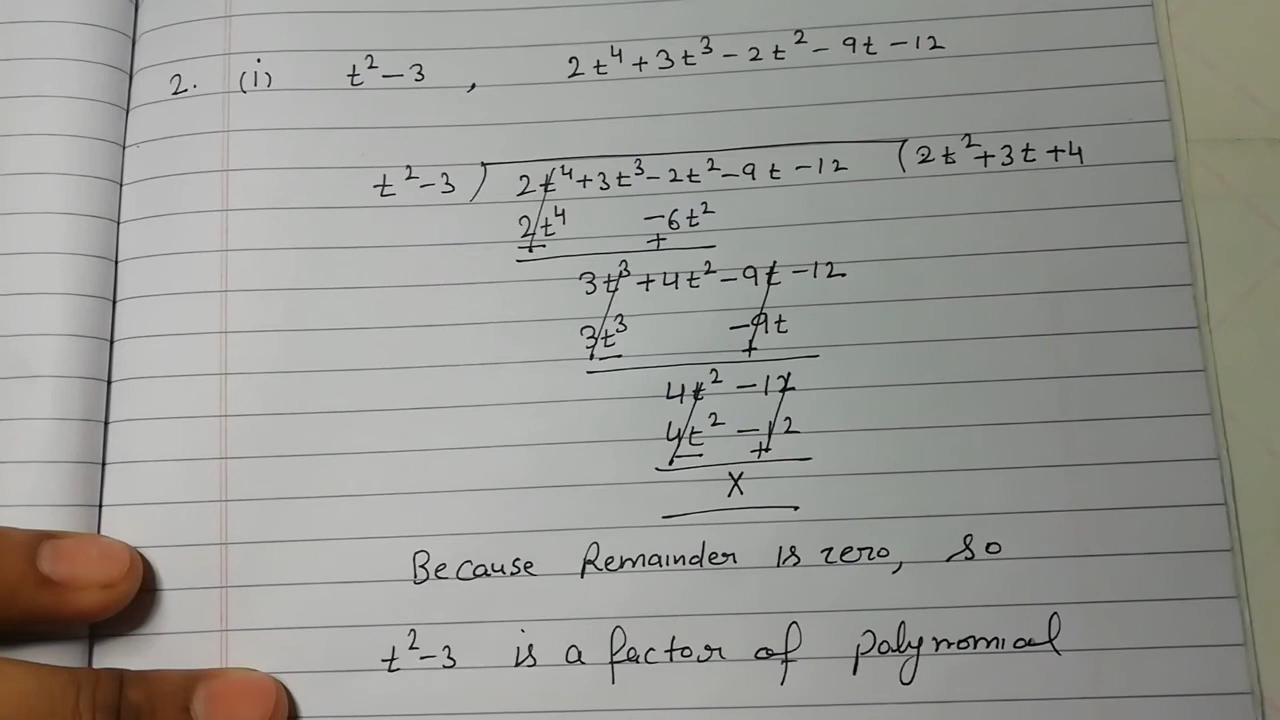 2. (i) t²-3 , 2t⁴+3t³-2t²-9t-12
t²-3 ) 2t⁴+3t³-2t²-9t-12 ( 2t²+3t+4
2t⁴ -6t²
- +
3t³+4t²-9t-12
3t³ -9t
- +
4t²-12
4t²-12
- +
x
Because Remainder is zero, so
t²-3 is a factor of polynomial